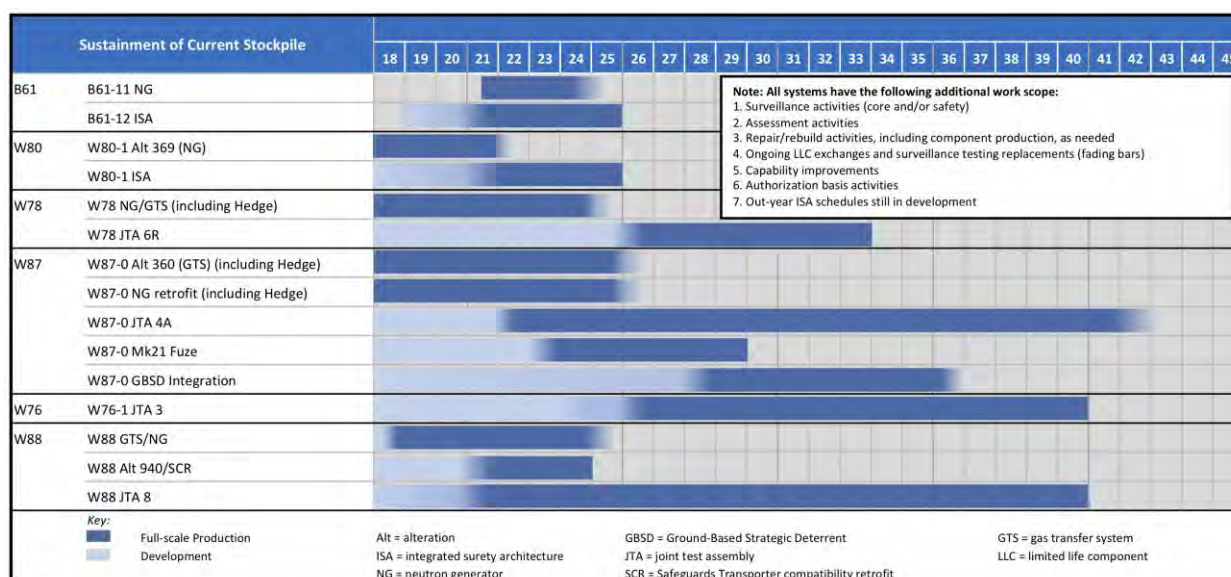 Sustainment of Current Stockpile
18 19 20 21 22 23 24 25 26 27 28 29 30 31 32 33 34 35 36 37 38 39 40 41 42 43 44 45
B61 B61-11 NG
B61-12 ISA
W80 W80-1 Alt 369 (NG)
W80-1 ISA
W78 W78 NG/GTS (including Hedge)
W78 JTA 6R
W87 W87-0 Alt 360 (GTS) (including Hedge)
W87-0 NG retrofit (including Hedge)
W87-0 JTA 4A
W87-0 Mk21 Fuze
W87-0 GBSD Integration
W76 W76-1 JTA 3
W88 W88 GTS/NG
W88 Alt 940/SCR
W88 JTA 8
Note: All systems have the following additional work scope:
1. Surveillance activities (core and/or safety)
2. Assessment activities
3. Repair/rebuild activities, including component production, as needed
4. Ongoing LLC exchanges and surveillance testing replacements (fading bars)
5. Capability improvements
6. Authorization basis activities
7. Out-year ISA schedules still in development
Key:
Full-scale Production
Development
Alt = alteration
ISA = integrated surety architecture
NG = neutron generator
GBSD = Ground-Based Strategic Deterrent
JTA = joint test assembly
SCR = Safeguards Transporter compatibility retrofit
GTS = gas transfer system
LLC = limited life component